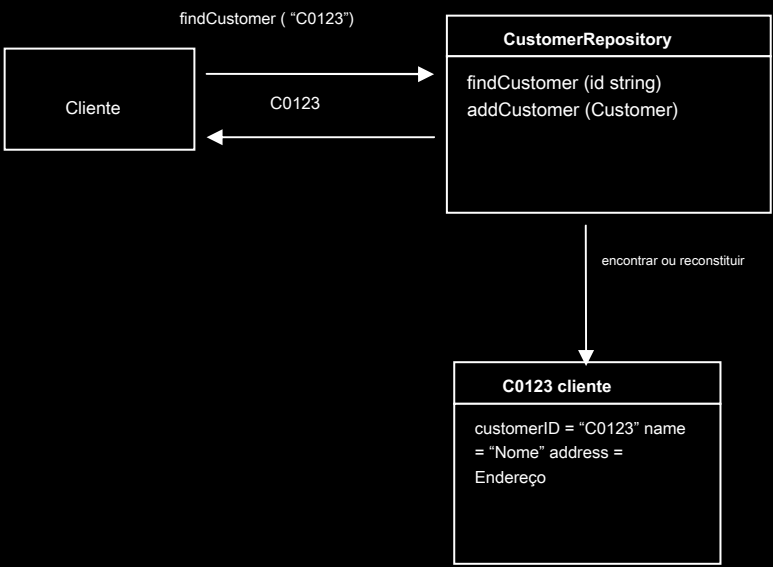 findCustomer ( “C0123”)
CustomerRepository
Cliente
C0123
findCustomer (id string)
addCustomer (Customer)
encontrar ou reconstituir
C0123 cliente
customerID = “C0123” name
= “Nome” address =
Endereço